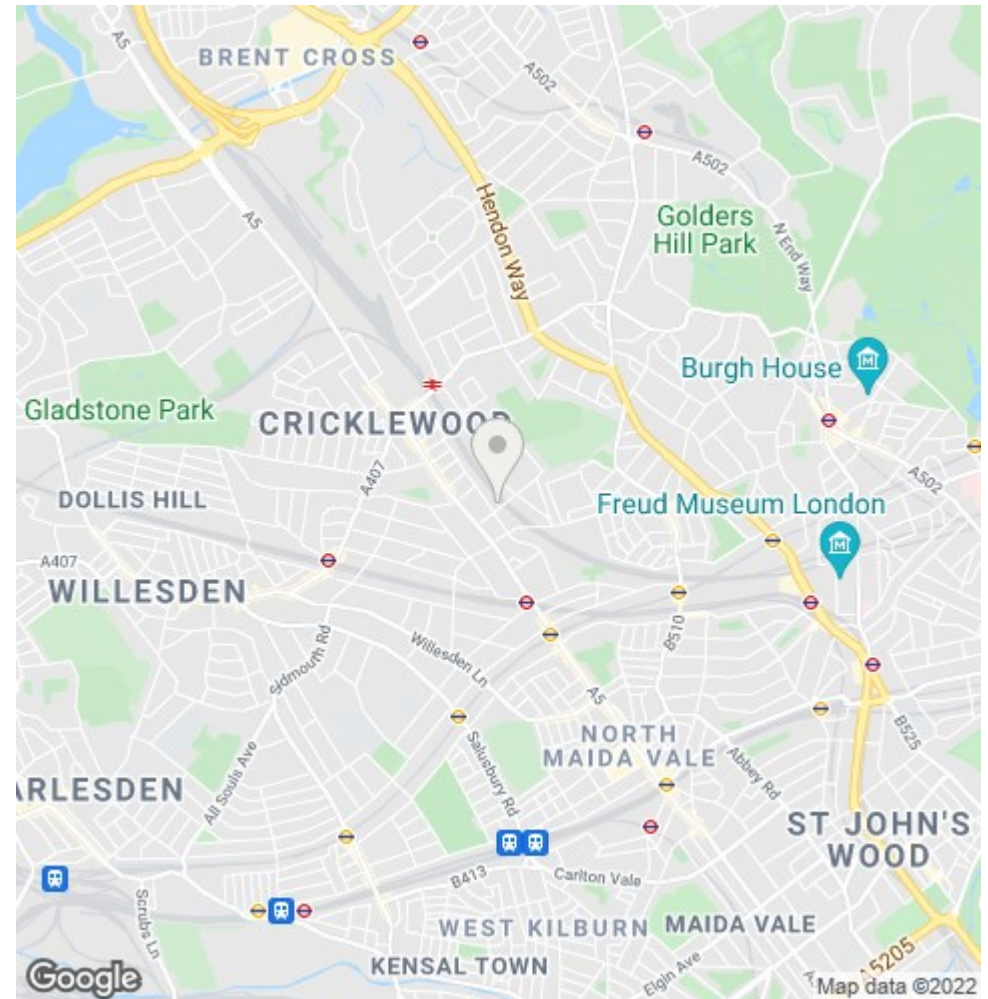 A5
BRENT CROSS
A502
A502
A5
Hendon Way
Golders
Hill Park
N End Way
Burgh House
Gladstone Park
CRICKLEWOOD
A407
A502
DOLLIS HILL
Freud Museum London
A407
WILLESDEN
B510
Willesden Ln
Sidmouth Rd
A5
NORTH
MAIDA VALE
B525
Salusbury Rd
Abbey Rd
All Souls Ave
ARLESDEN
ST JOHN'S
WOOD
B413
Carlton Vale
Scrubs Ln
WEST KILBURN
MAIDA VALE
KENSAL TOWN
Elgin Ave
A5205
Google
Map data ©2022